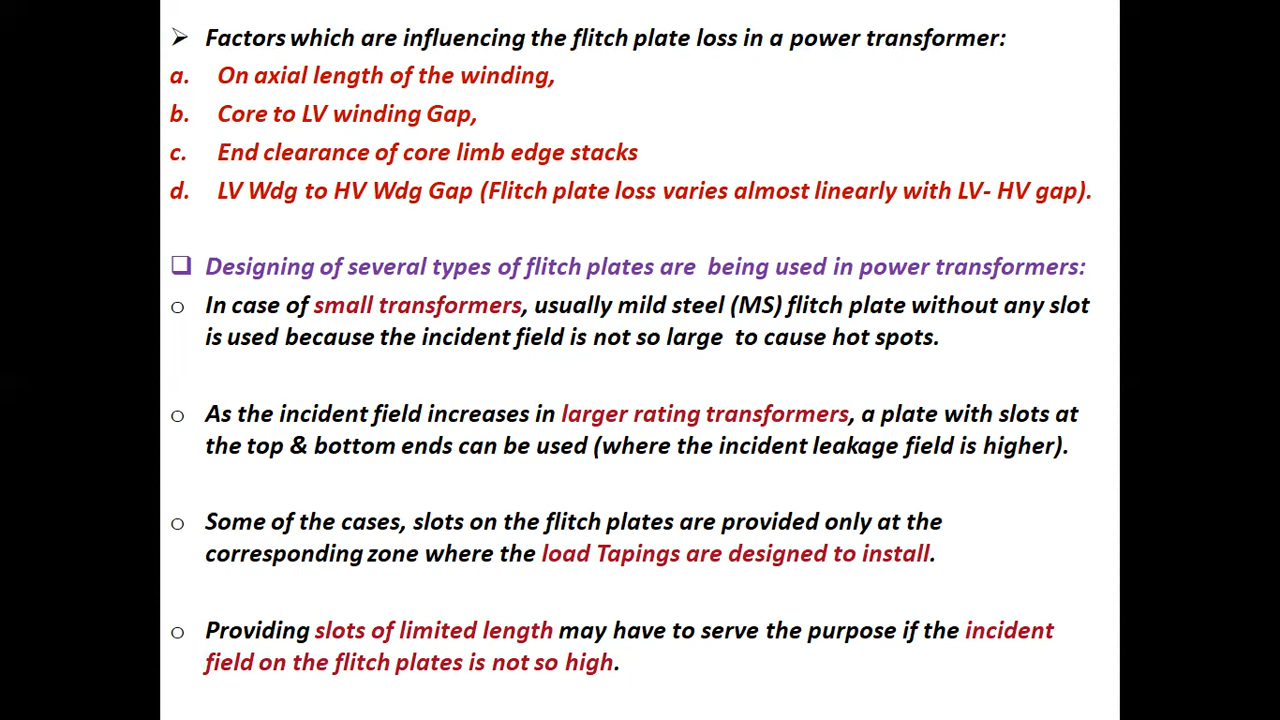 ➢ Factors which are influencing the flitch plate loss in a power transformer:
a. On axial length of the winding,
b. Core to LV winding Gap,
c. End clearance of core limb edge stacks
d. LV Wdg to HV Wdg Gap (Flitch plate loss varies almost linearly with LV- HV gap).
❑ Designing of several types of flitch plates are being used in power transformers:
o In case of small transformers, usually mild steel (MS) flitch plate without any slot
is used because the incident field is not so large to cause hot spots.
o As the incident field increases in larger rating transformers, a plate with slots at
the top & bottom ends can be used (where the incident leakage field is higher).
o Some of the cases, slots on the flitch plates are provided only at the
corresponding zone where the load Tapings are designed to install.
o Providing slots of limited length may have to serve the purpose if the incident
field on the flitch plates is not so high.